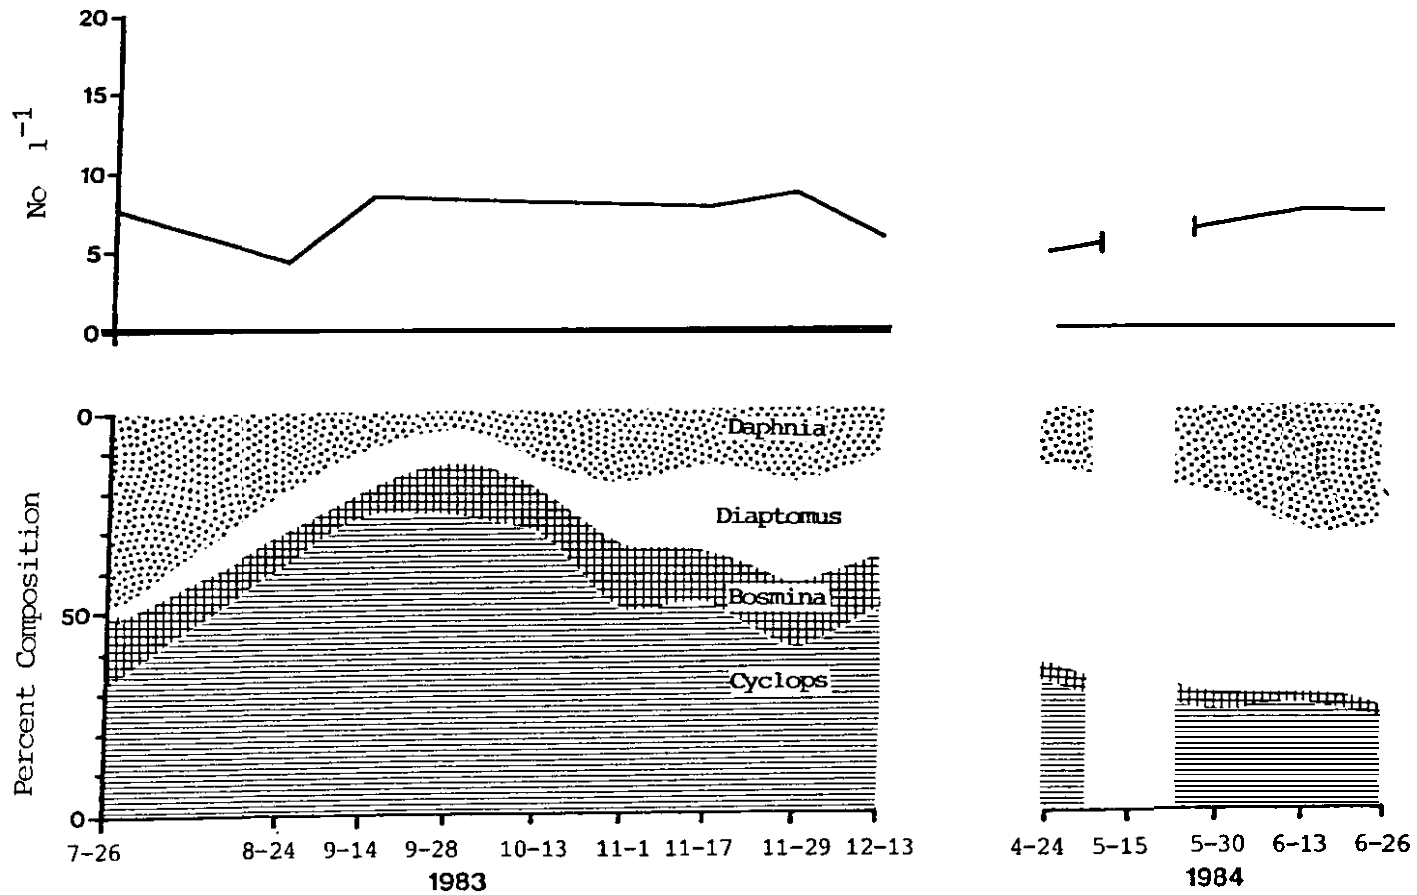 20
15
10
5
0
No l⁻¹
0
50
0
Percent Composition
Daphnia
Diaptomus
Bosmina
Cyclops
7-26 8-24 9-14 9-28 10-13 11-1 11-17 11-29 12-13 4-24 5-15 5-30 6-13 6-26
1983 1984